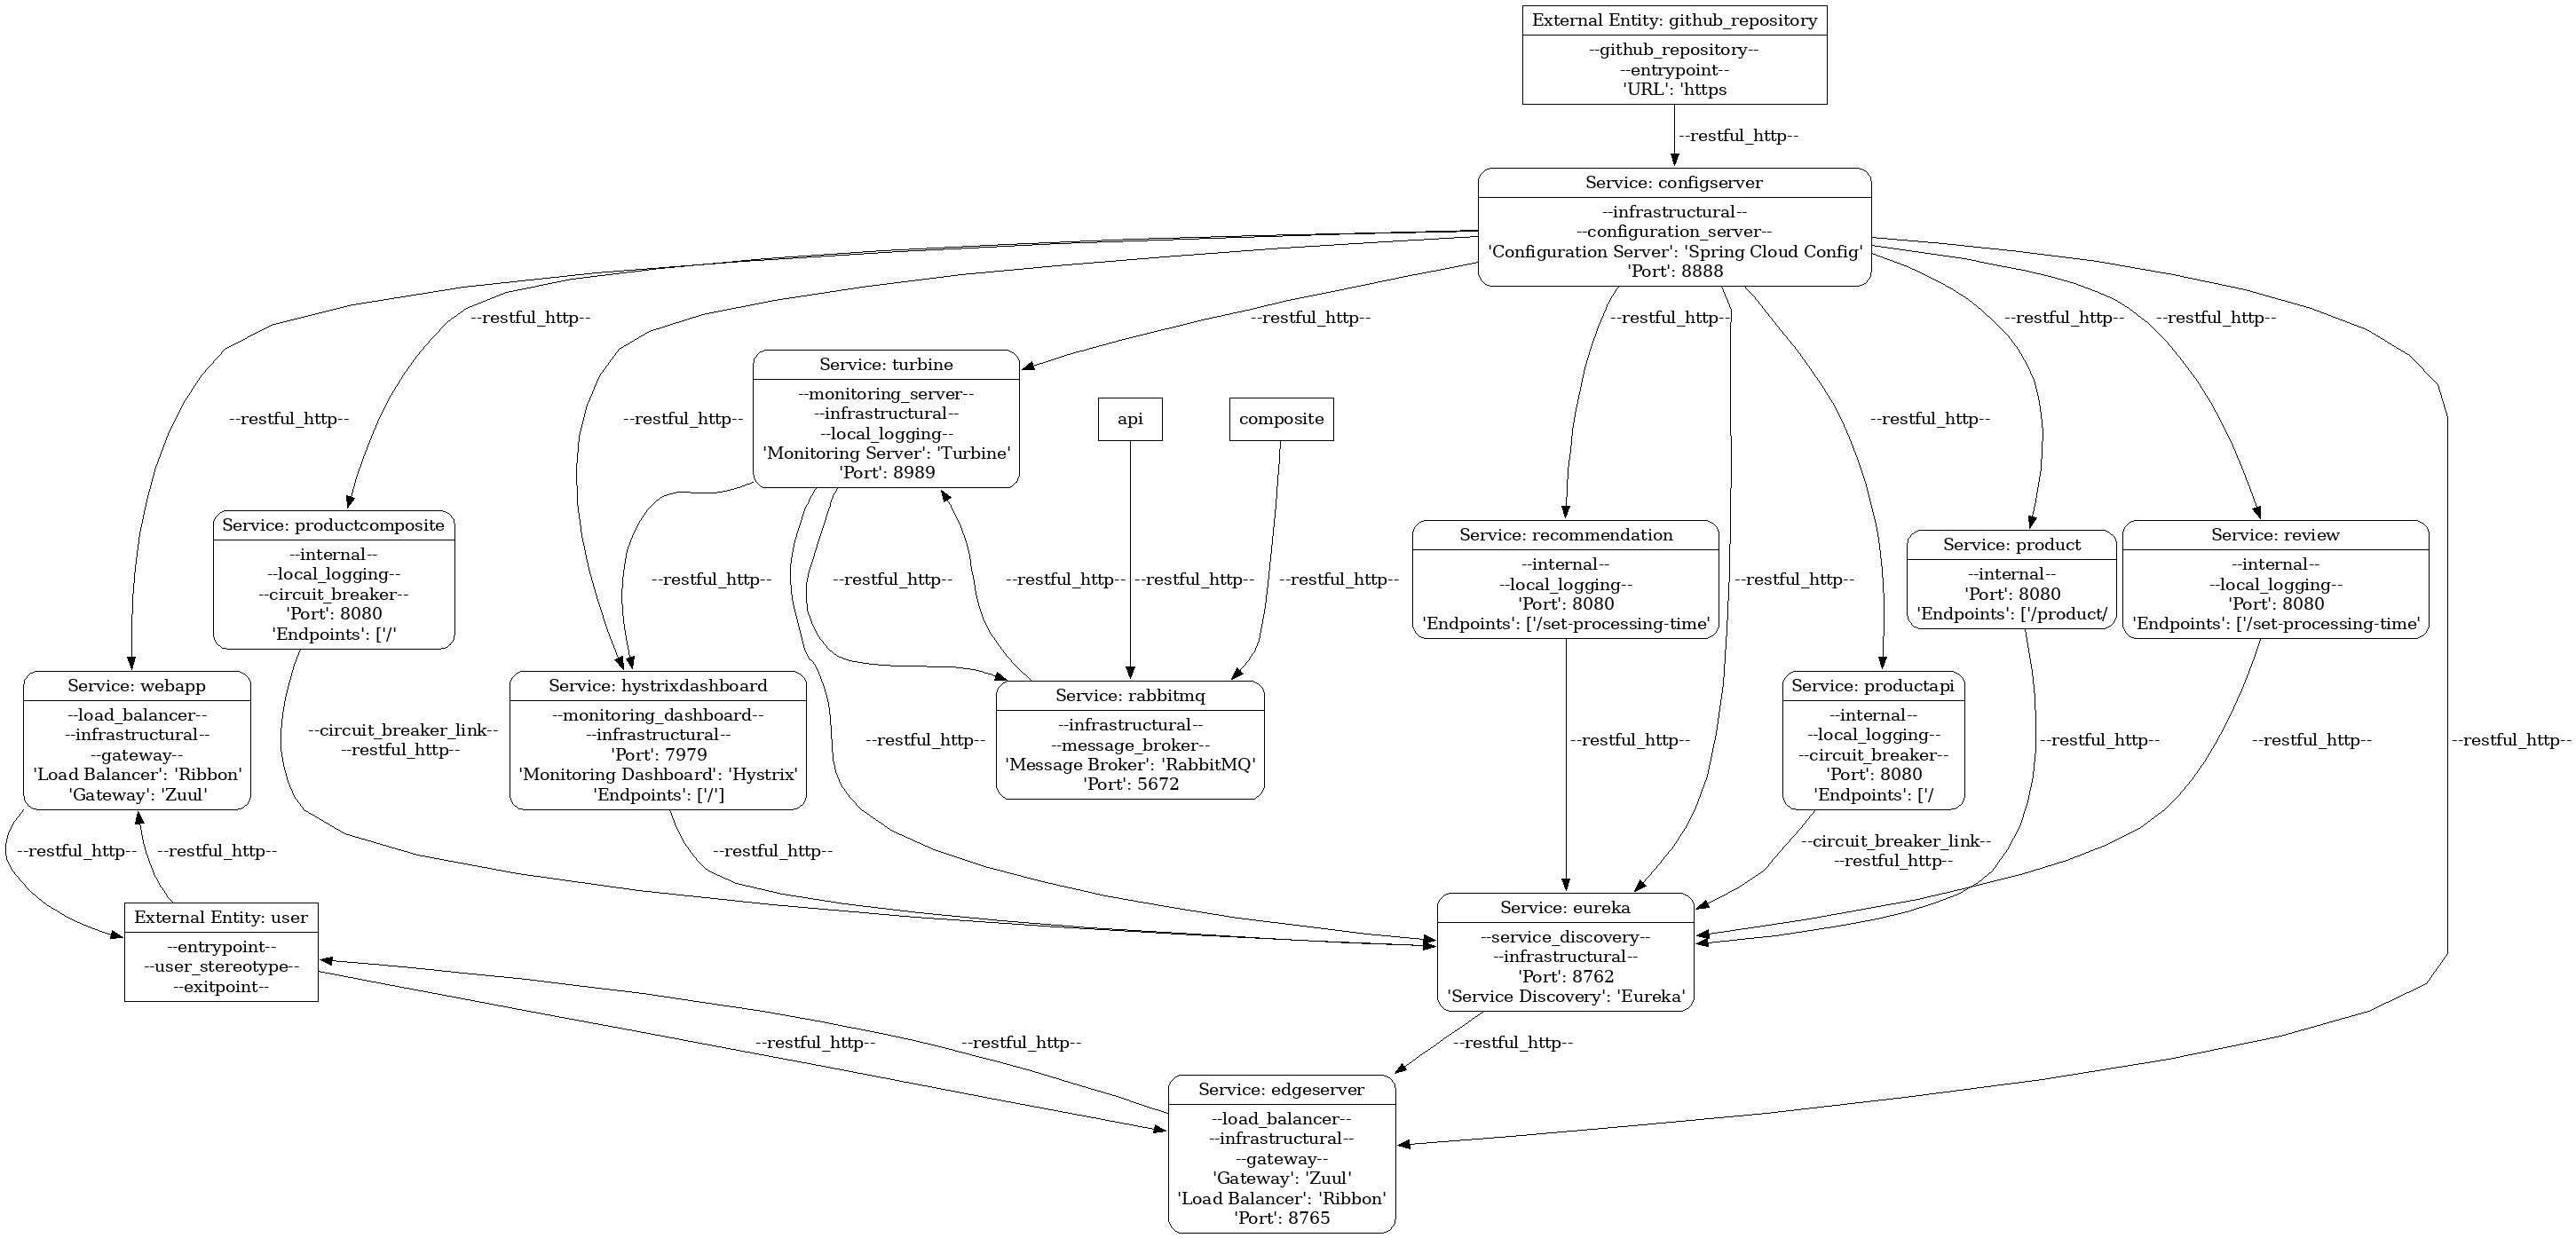 External Entity: github_repository
--github_repository--
--entrypoint--
'URL': 'https
--restful_http--
Service: configserver
--infrastructural--
--configuration_server--
'Configuration Server': 'Spring Cloud Config'
'Port': 8888
--restful_http--
--restful_http--
--restful_http--
--restful_http--
--restful_http--
Service: turbine
--monitoring_server--
--infrastructural--
--local_logging--
'Monitoring Server': 'Turbine'
'Port': 8989
api
composite
--restful_http--
--restful_http--
--restful_http--
Service: productcomposite
--internal--
--local_logging--
--circuit_breaker--
'Port': 8080
'Endpoints': ['/'
--restful_http--
--restful_http--
--restful_http--
--restful_http--
--restful_http--
Service: recommendation
--internal--
--local_logging--
'Port': 8080
'Endpoints': ['/set-processing-time'
--restful_http--
Service: product
--internal--
'Port': 8080
'Endpoints': ['/product/
Service: review
--internal--
--local_logging--
'Port': 8080
'Endpoints': ['/set-processing-time'
Service: webapp
--load_balancer--
--infrastructural--
--gateway--
'Load Balancer': 'Ribbon'
'Gateway': 'Zuul'
--circuit_breaker_link--
--restful_http--
Service: hystrixdashboard
--monitoring_dashboard--
--infrastructural--
'Port': 7979
'Monitoring Dashboard': 'Hystrix'
'Endpoints': ['/']
--restful_http--
Service: rabbitmq
--infrastructural--
--message_broker--
'Message Broker': 'RabbitMQ'
'Port': 5672
--restful_http--
Service: productapi
--internal--
--local_logging--
--circuit_breaker--
'Port': 8080
'Endpoints': ['/
--restful_http--
--restful_http--
--restful_http--
--restful_http--
--restful_http--
--restful_http--
--circuit_breaker_link--
--restful_http--
External Entity: user
--entrypoint--
--user_stereotype--
--exitpoint--
Service: eureka
--service_discovery--
--infrastructural--
'Port': 8762
'Service Discovery': 'Eureka'
--restful_http--
--restful_http--
--restful_http--
Service: edgeserver
--load_balancer--
--infrastructural--
--gateway--
'Gateway': 'Zuul'
'Load Balancer': 'Ribbon'
'Port': 8765